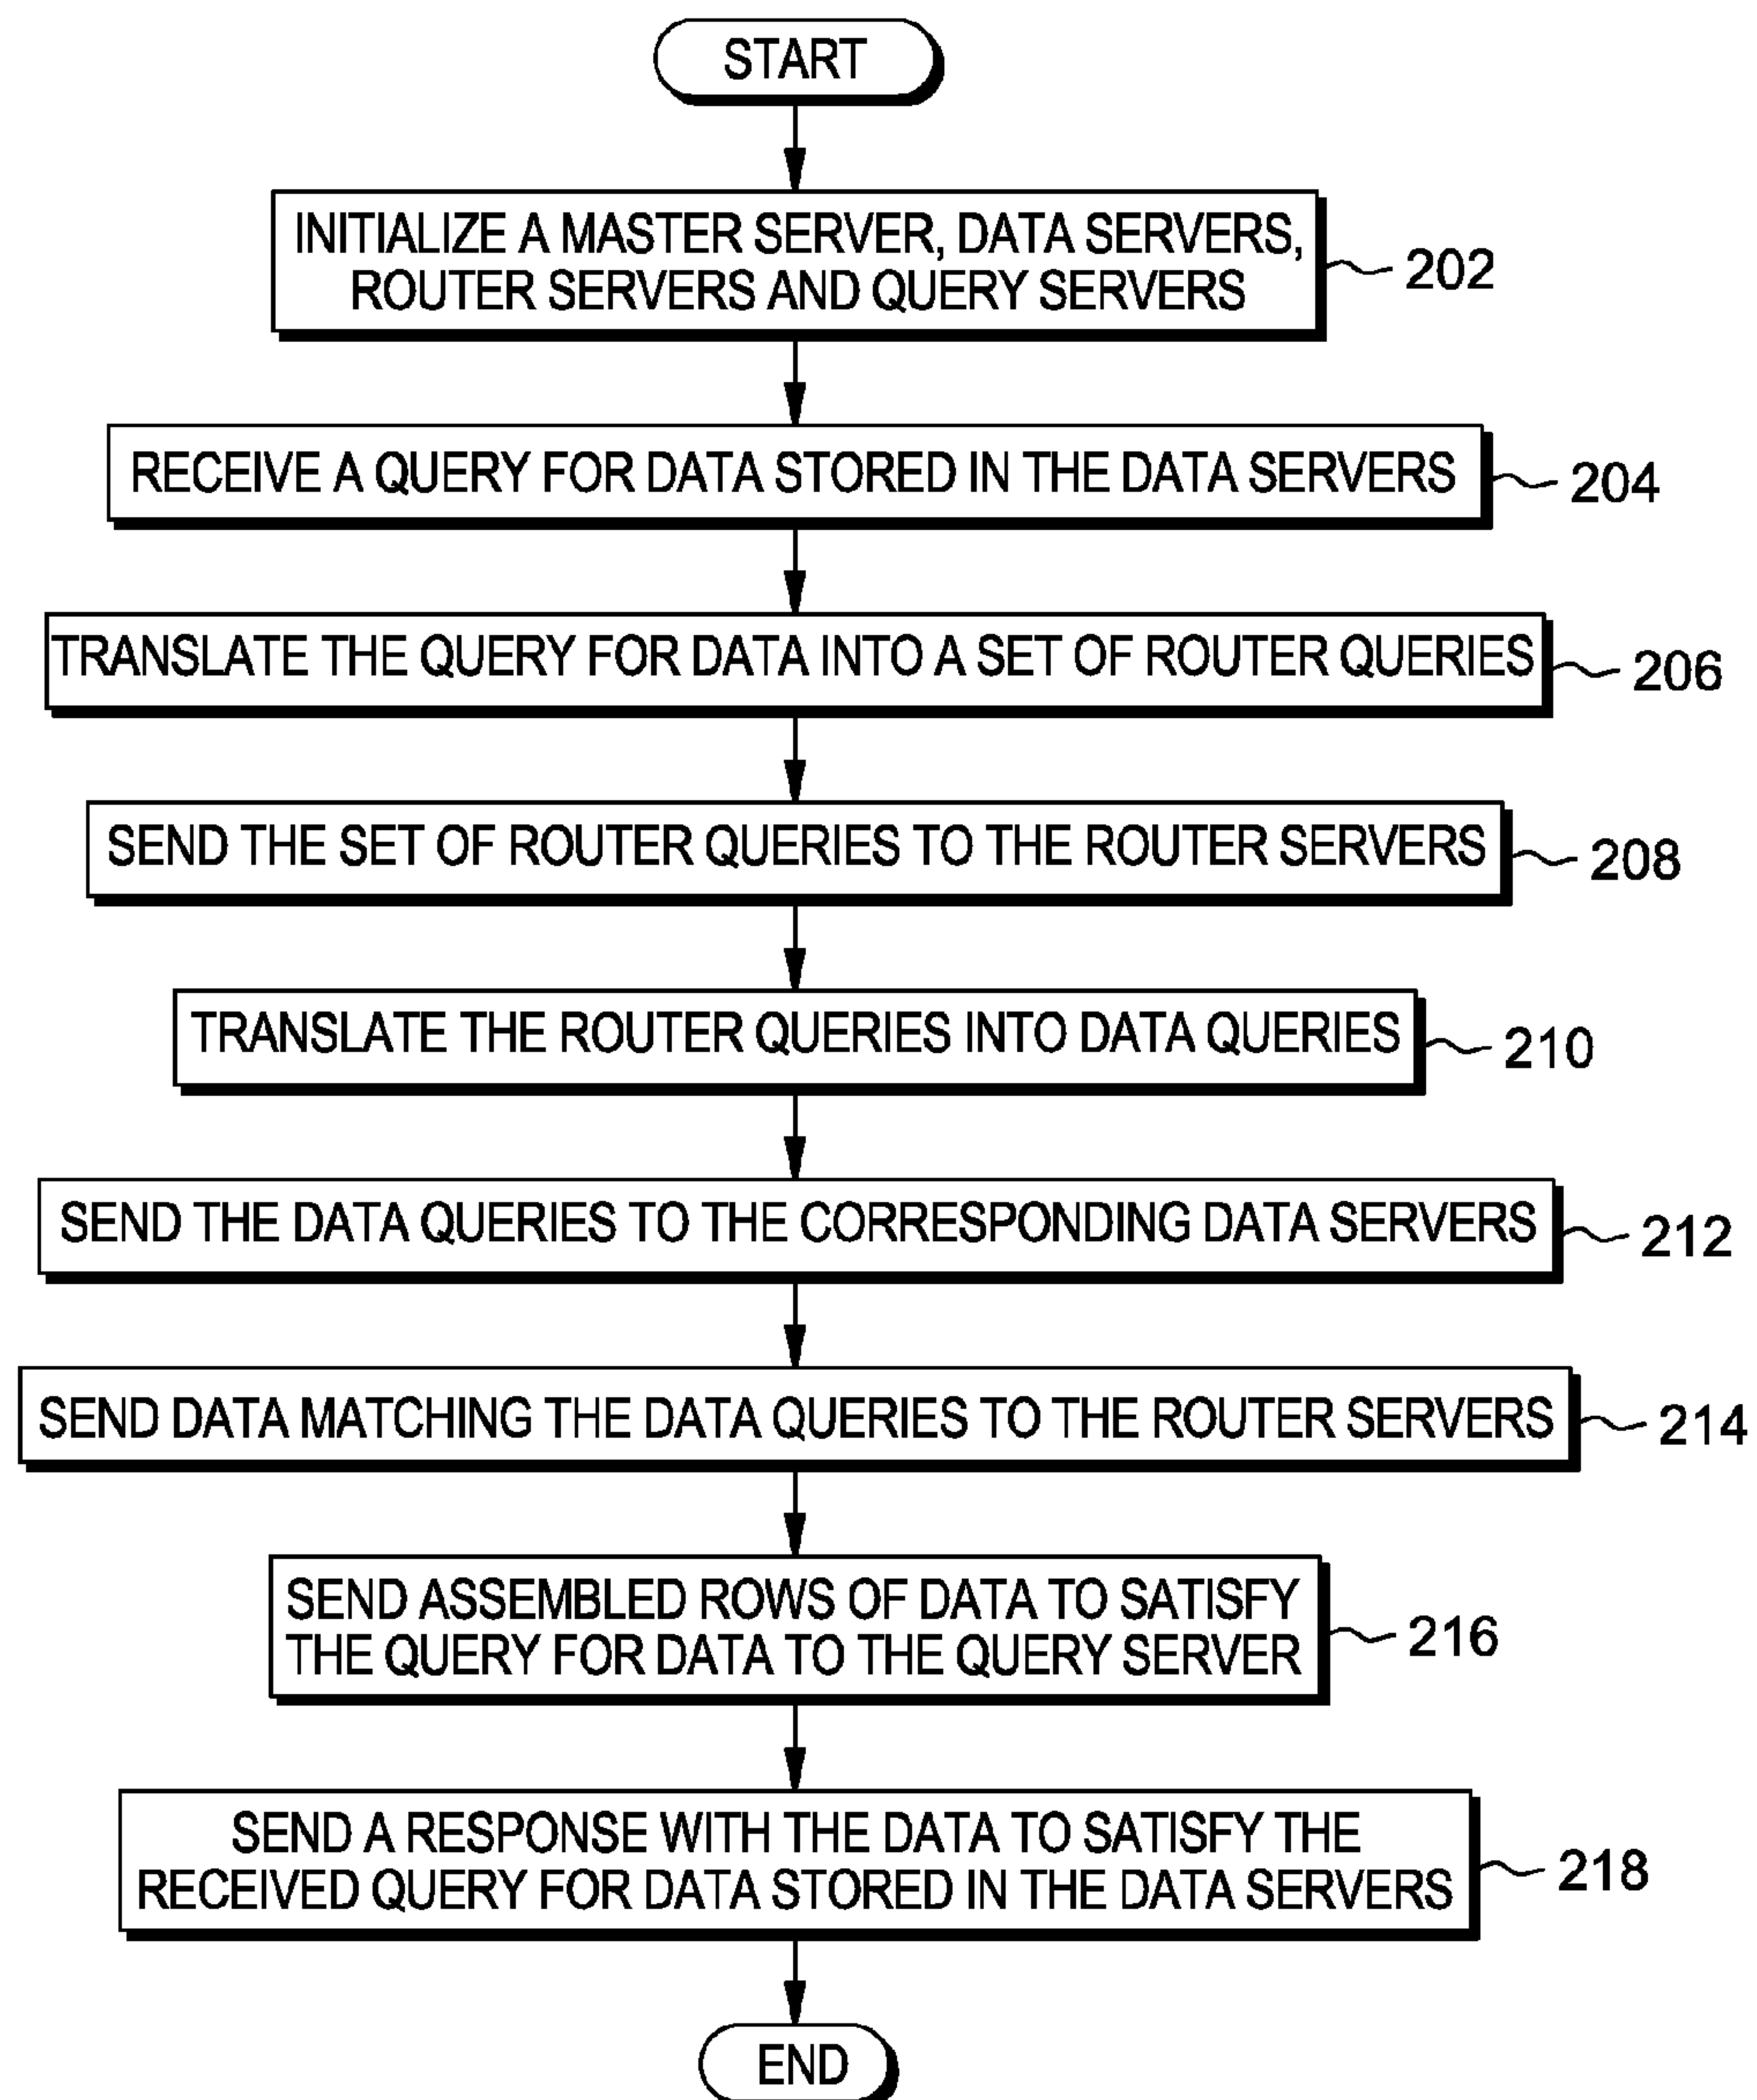 START
INITIALIZE A MASTER SERVER, DATA SERVERS,
ROUTER SERVERS AND QUERY SERVERS
202
RECEIVE A QUERY FOR DATA STORED IN THE DATA SERVERS
204
TRANSLATE THE QUERY FOR DATA INTO A SET OF ROUTER QUERIES
206
SEND THE SET OF ROUTER QUERIES TO THE ROUTER SERVERS
208
TRANSLATE THE ROUTER QUERIES INTO DATA QUERIES
210
SEND THE DATA QUERIES TO THE CORRESPONDING DATA SERVERS
212
SEND DATA MATCHING THE DATA QUERIES TO THE ROUTER SERVERS
214
SEND ASSEMBLED ROWS OF DATA TO SATISFY
THE QUERY FOR DATA TO THE QUERY SERVER
216
SEND A RESPONSE WITH THE DATA TO SATISFY THE
RECEIVED QUERY FOR DATA STORED IN THE DATA SERVERS
218
END